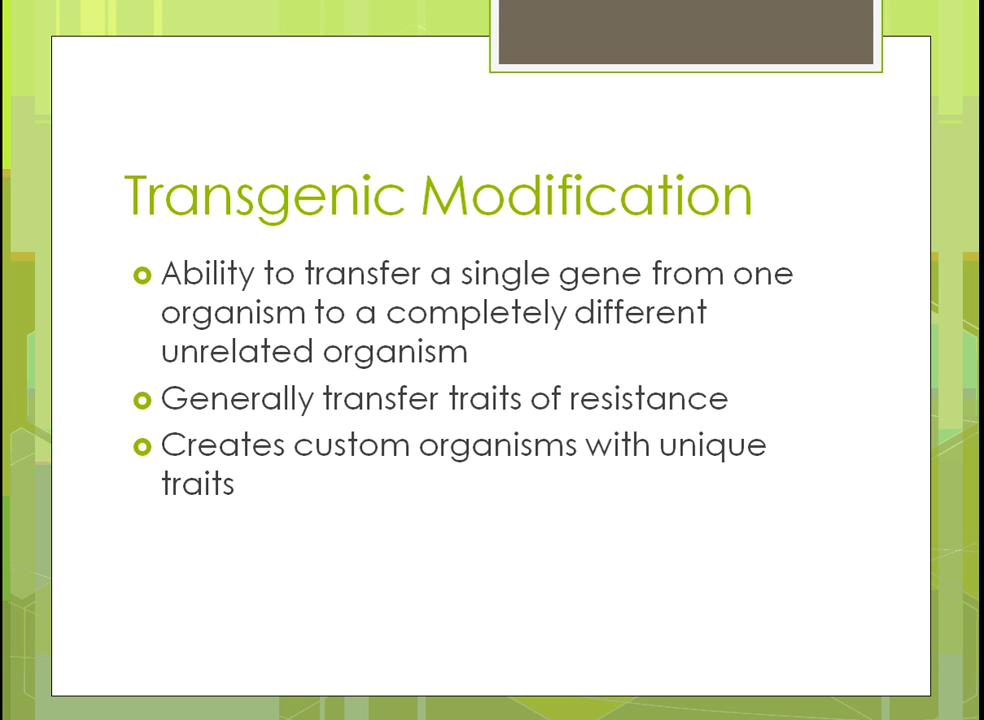 Transgenic Modification
Ability to transfer a single gene from one
organism to a completely different
unrelated organism
Generally transfer traits of resistance
Creates custom organisms with unique
traits